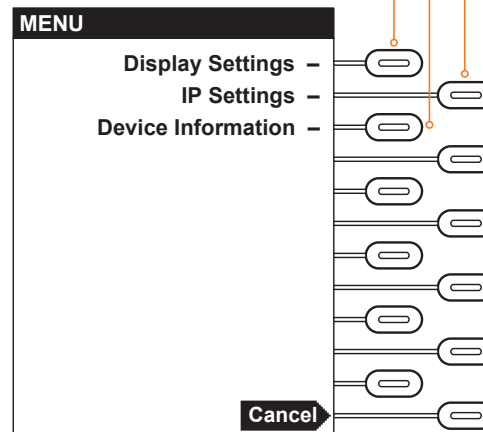 MENU
Display Settings –
IP Settings –
Device Information –
Cancel